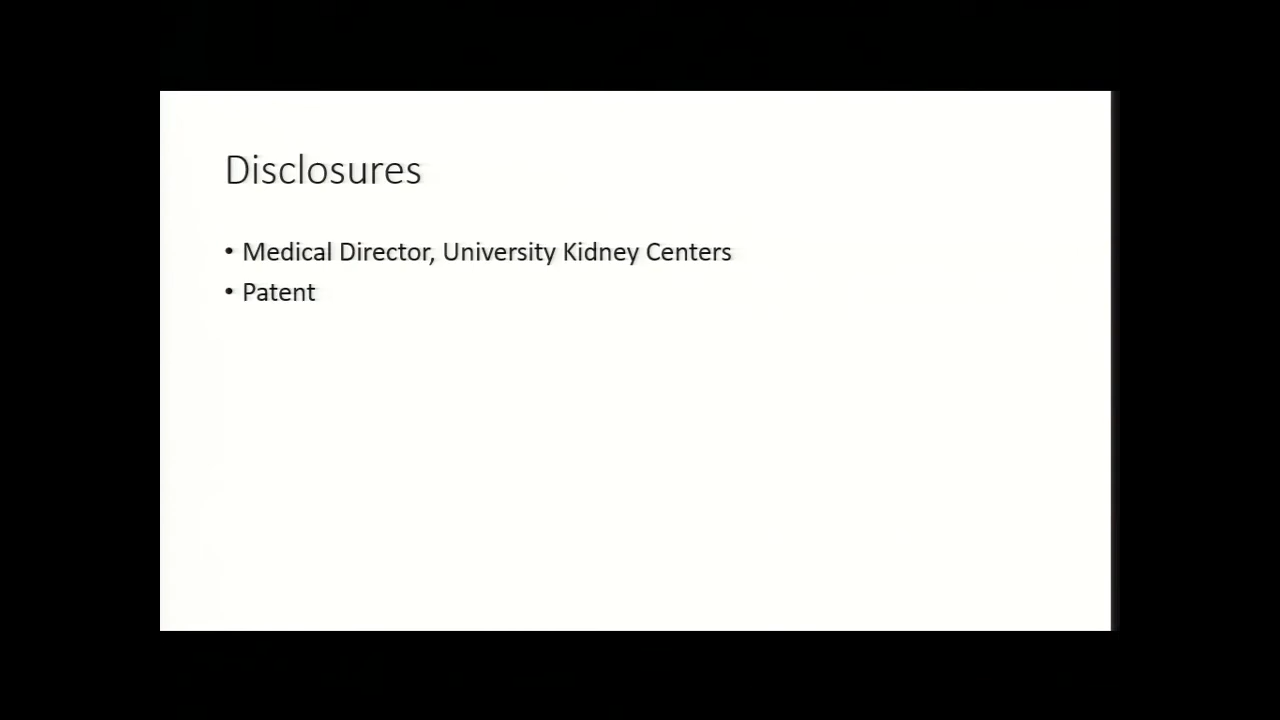 Disclosures
• Medical Director, University Kidney Centers
• Patent